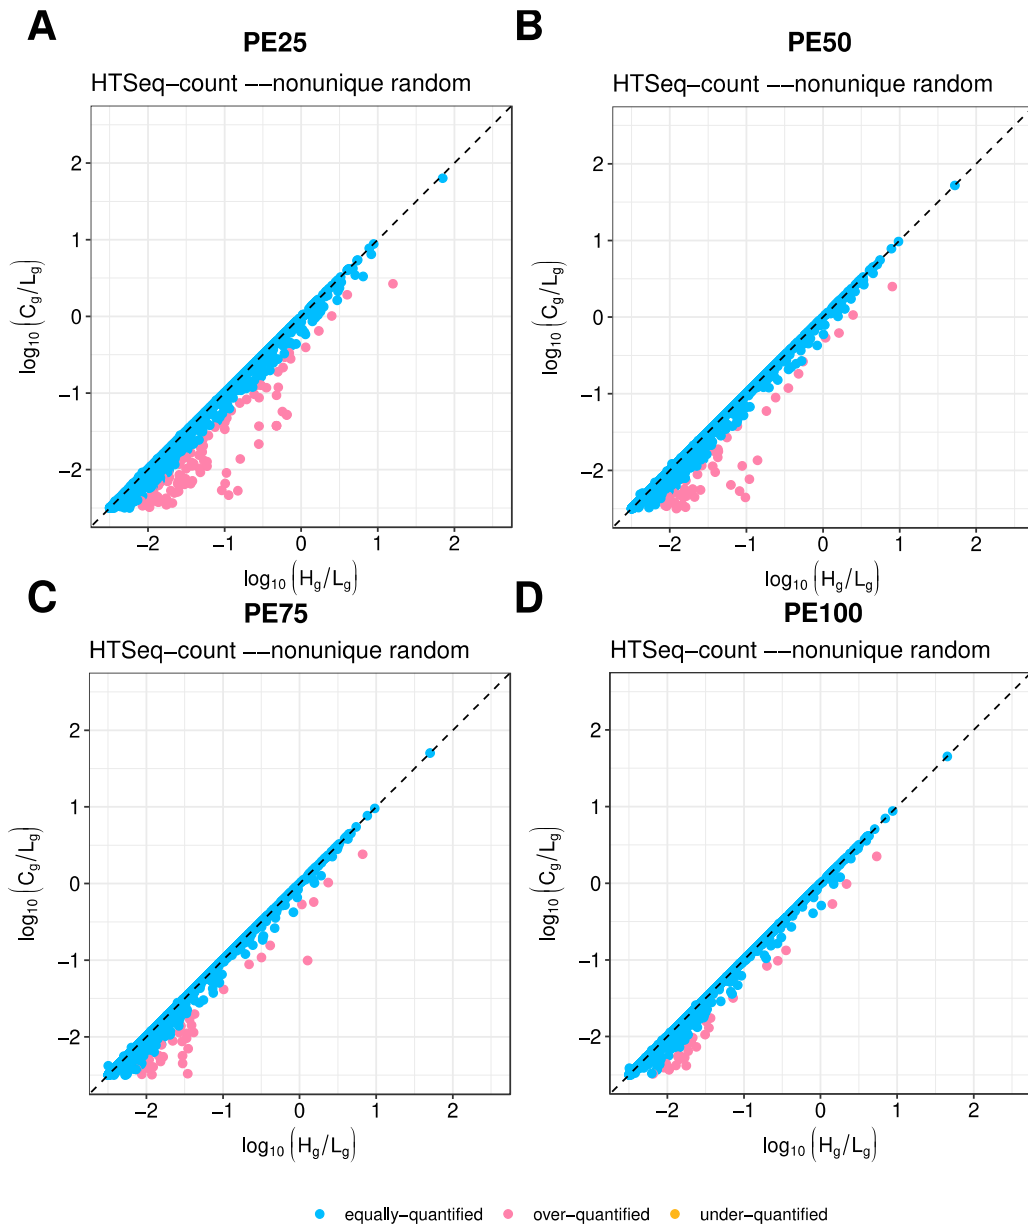 A
PE25
HTSeq−count −−nonunique random
2
1
0
−1
−2
−2 −1 0 1 2
log10 (Cg/Lg)
log10 (Hg/Lg)
B
PE50
HTSeq−count −−nonunique random
2
1
0
−1
−2
−2 −1 0 1 2
log10 (Cg/Lg)
log10 (Hg/Lg)
C
PE75
HTSeq−count −−nonunique random
2
1
0
−1
−2
−2 −1 0 1 2
log10 (Cg/Lg)
log10 (Hg/Lg)
D
PE100
HTSeq−count −−nonunique random
2
1
0
−1
−2
−2 −1 0 1 2
log10 (Cg/Lg)
log10 (Hg/Lg)
equally−quantified over−quantified under−quantified